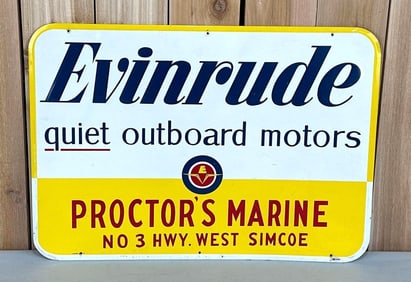 Evinrude
quiet outboard motors
E
PROCTOR'S MARINE
NO 3 HWY. WEST SIMCOE